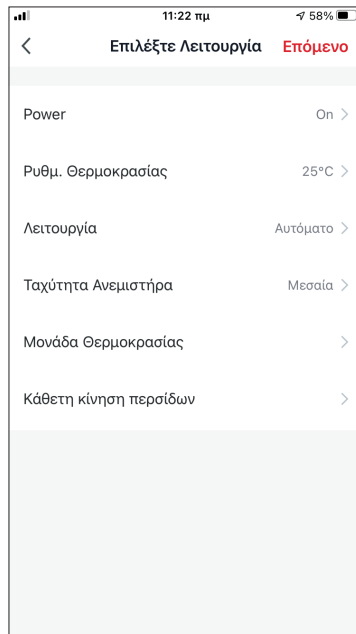 11:22 πμ 58%
Επιλέξτε Λειτουργία Επόμενο
Power On
Ρυθμ. Θερμοκρασίας 25°C
Λειτουργία Αυτόματο
Ταχύτητα Ανεμιστήρα Μεσαία
Μονάδα Θερμοκρασίας
Κάθετη κίνηση περσίδων